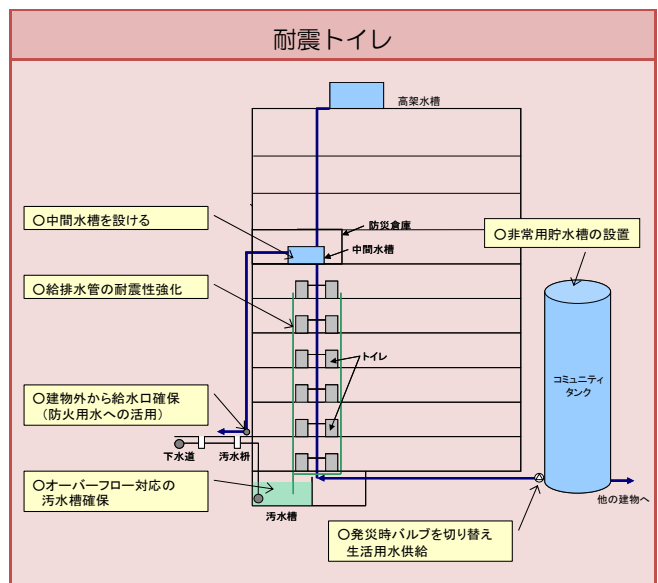 耐震トイレ
高架水槽
○中間水槽を設ける
防災倉庫
中間水槽
○非常用貯水槽の設置
○給排水管の耐震性強化
トイレ
コミュニティ
タンク
○建物外から給水口確保
(防火用水への活用)
下水道
汚水枡
○オーバーフロー対応の
汚水槽確保
汚水槽
他の建物へ
○発災時バルブを切り替え
生活用水供給